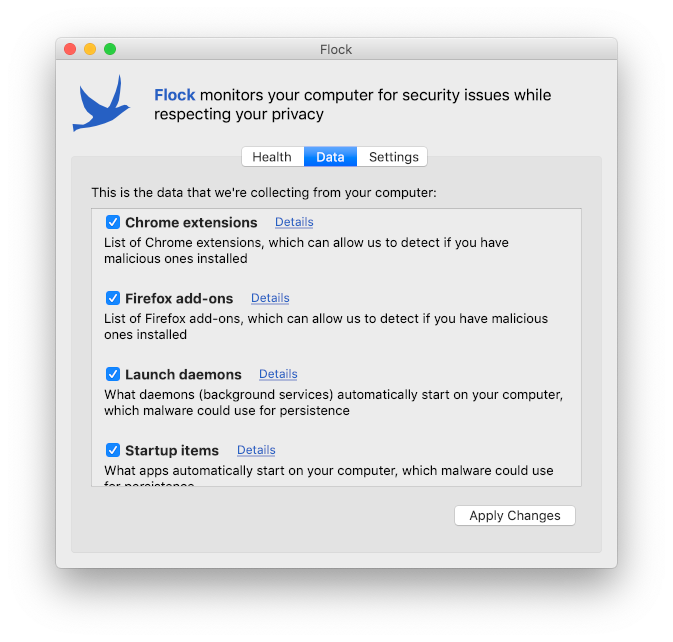 Flock
Flock monitors your computer for security issues while
respecting your privacy
Health Data Settings
This is the data that we're collecting from your computer:
Chrome extensions Details
List of Chrome extensions, which can allow us to detect if you have
malicious ones installed
Firefox add-ons Details
List of Firefox add-ons, which can allow us to detect if you have malicious
ones installed
Launch daemons Details
What daemons (background services) automatically start on your computer,
which malware could use for persistence
Startup items Details
What apps automatically start on your computer, which malware could use
for persistence
Apply Changes